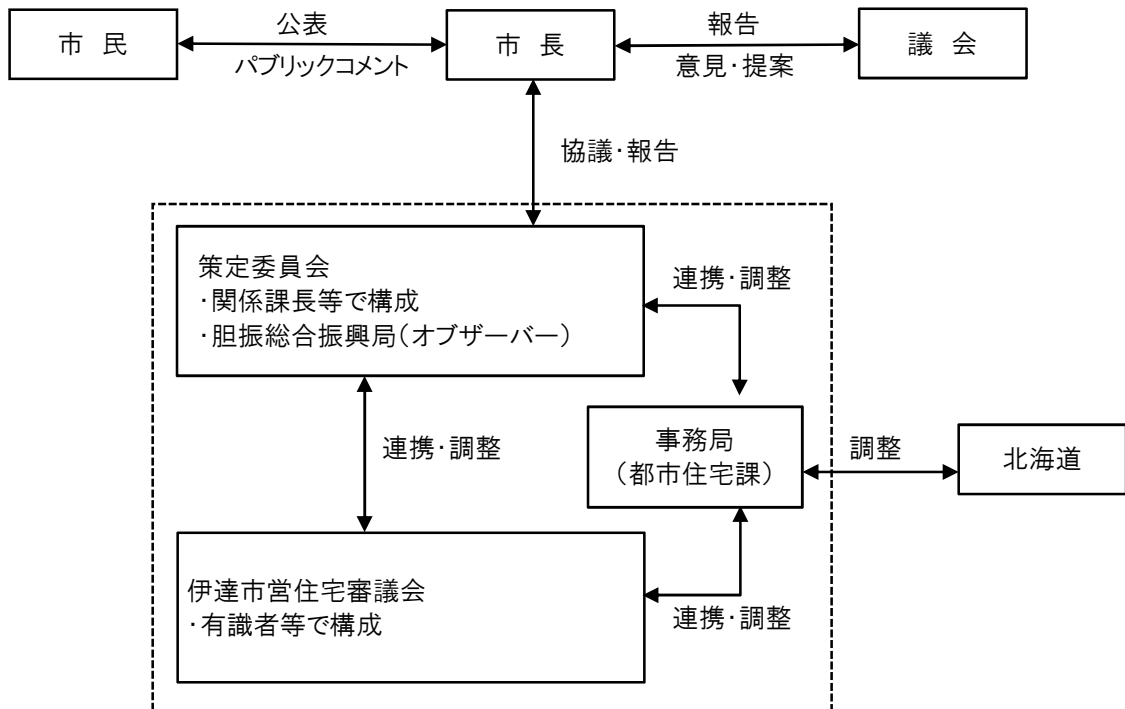 市 民
公表
パブリックコメント
市 長
報告
意見・提案
議 会
協議・報告
策定委員会
・関係課長等で構成
・胆振総合振興局(オブザーバー)
連携・調整
連携・調整
事務局
(都市住宅課)
調整
北海道
伊達市営住宅審議会
・有識者等で構成
連携・調整